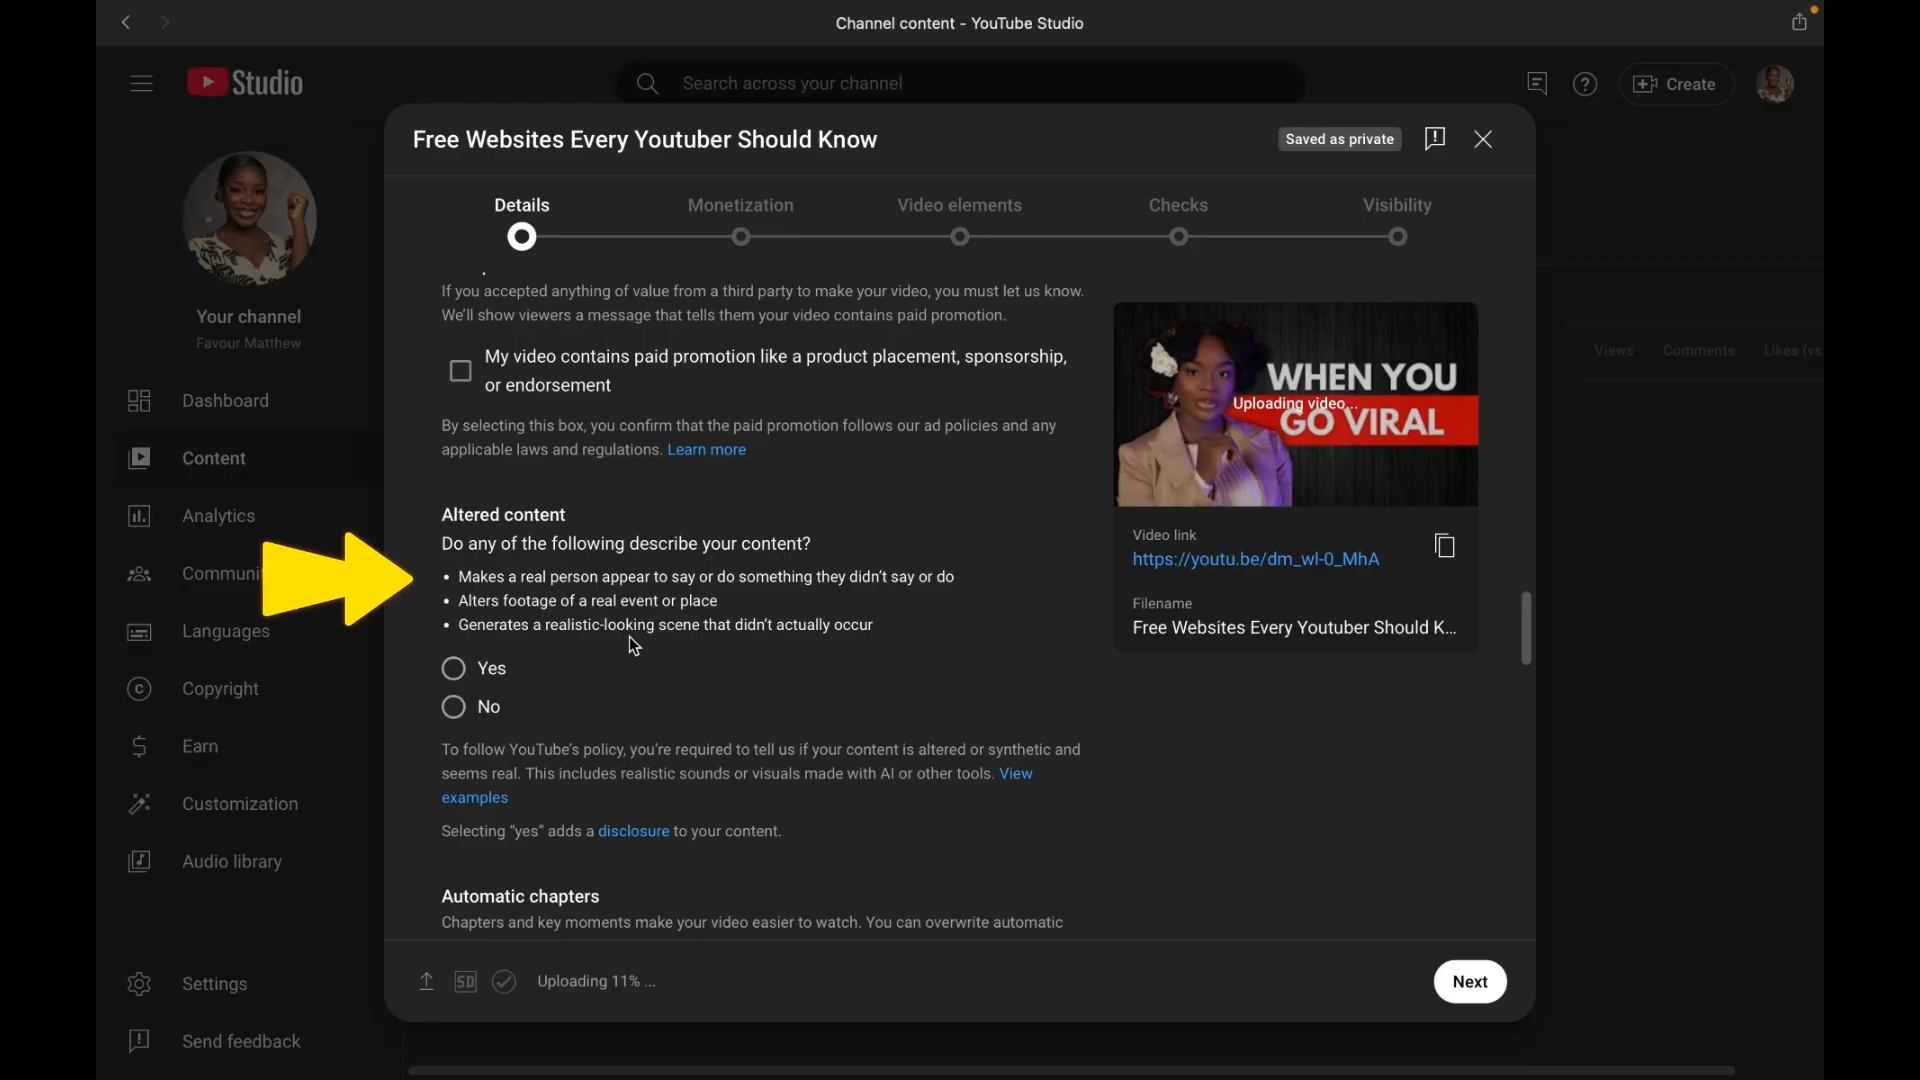 Channel content - YouTube Studio
Studio
Search across your channel
Create
Free Websites Every Youtuber Should Know
Saved as private
Details
Monetization
Video elements
Checks
Visibility
Your channel
Favour Matthew
Dashboard
Content
Analytics
Communit
Languages
Copyright
Earn
Customization
Audio library
Settings
Send feedback
If you accepted anything of value from a third party to make your video, you must let us know.
We'll show viewers a message that tells them your video contains paid promotion.
My video contains paid promotion like a product placement, sponsorship,
or endorsement
By selecting this box, you confirm that the paid promotion follows our ad policies and any
applicable laws and regulations. Learn more
Altered content
Do any of the following describe your content?
• Makes a real person appear to say or do something they didn't say or do
• Alters footage of a real event or place
• Generates a realistic-looking scene that didn't actually occur
Yes
No
To follow YouTube's policy, you're required to tell us if your content is altered or synthetic and
seems real. This includes realistic sounds or visuals made with AI or other tools. View
examples
Selecting “yes” adds a disclosure to your content.
Automatic chapters
Chapters and key moments make your video easier to watch. You can overwrite automatic
WHEN YOU
Uploading video...
GO VIRAL
Video link
https://youtu.be/dm_wl-0_MhA
Filename
Free Websites Every Youtuber Should K...
Views
Comments
Likes (vs
SD
Uploading 11% ...
Next